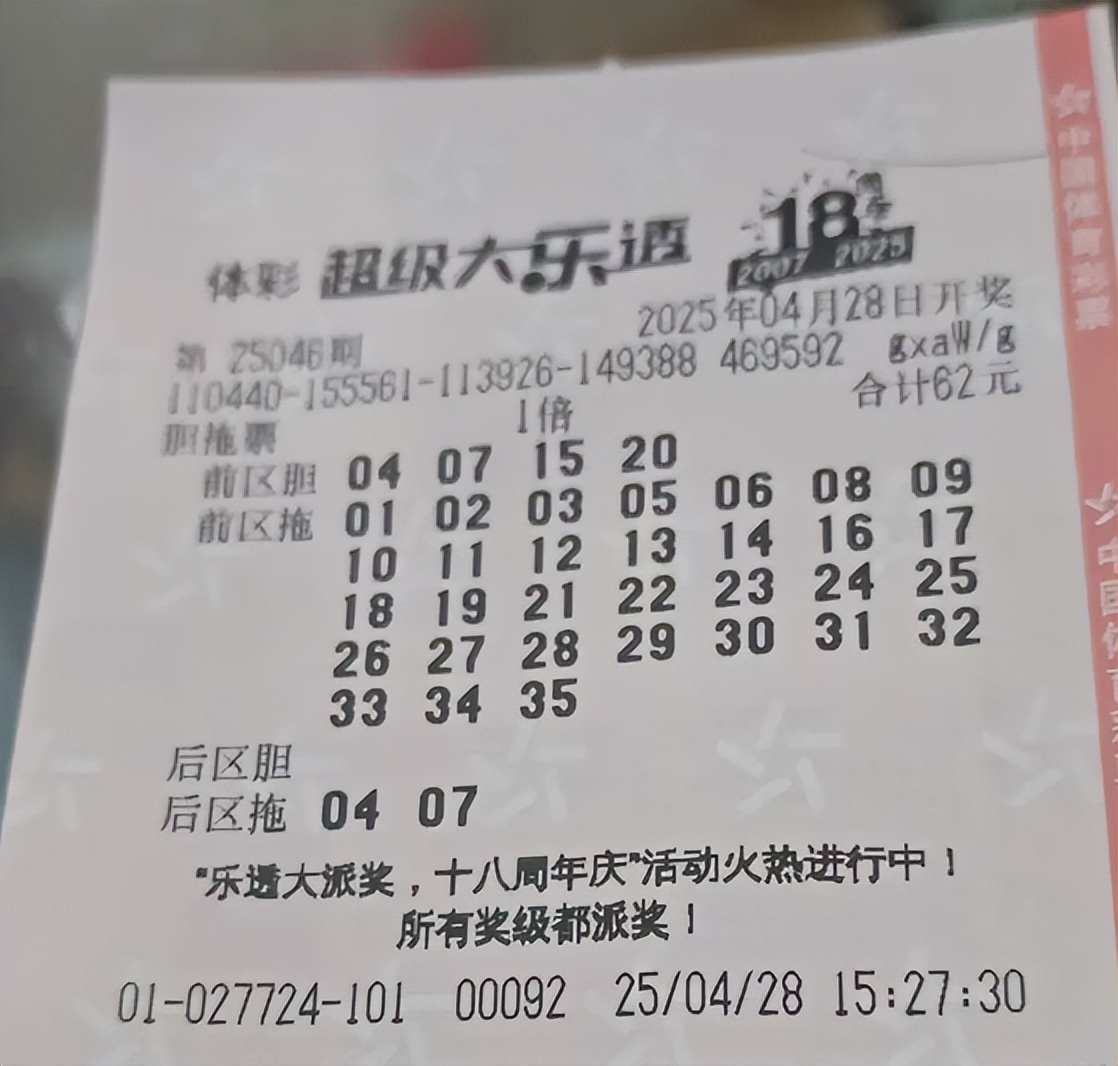 体彩 超级大乐透 18周年 2007 2025
2025年04月28日开奖
第 25046期
110440-155561-113926-149388 469592 gxaW/g
胆拖票 1倍 合计62元
前区胆 04 07 15 20
前区拖 01 02 03 05 06 08 09
10 11 12 13 14 16 17
18 19 21 22 23 24 25
26 27 28 29 30 31 32
33 34 35
后区胆
后区拖 04 07
“乐透大派奖，十八周年庆”活动火热进行中！
所有奖级都派奖！
01-027724-101 00092 25/04/28 15:27:30
中国体育彩票
中国体育